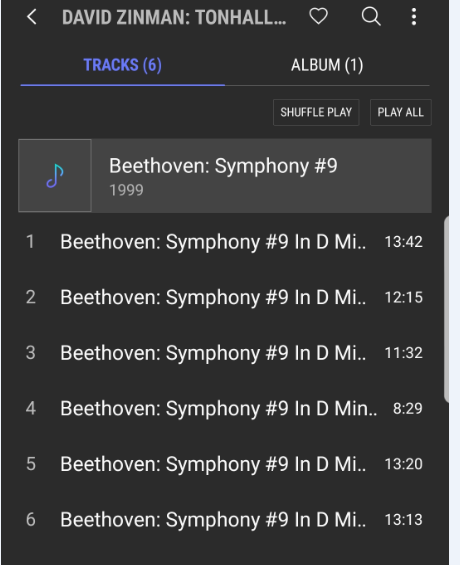 DAVID ZINMAN: TONHALL...
TRACKS (6) ALBUM (1)
SHUFFLE PLAY PLAY ALL
Beethoven: Symphony #9
1999
1 Beethoven: Symphony #9 In D Mi.. 13:42
2 Beethoven: Symphony #9 In D Mi.. 12:15
3 Beethoven: Symphony #9 In D Mi.. 11:32
4 Beethoven: Symphony #9 In D Min.. 8:29
5 Beethoven: Symphony #9 In D Mi.. 13:20
6 Beethoven: Symphony #9 In D Mi.. 13:13